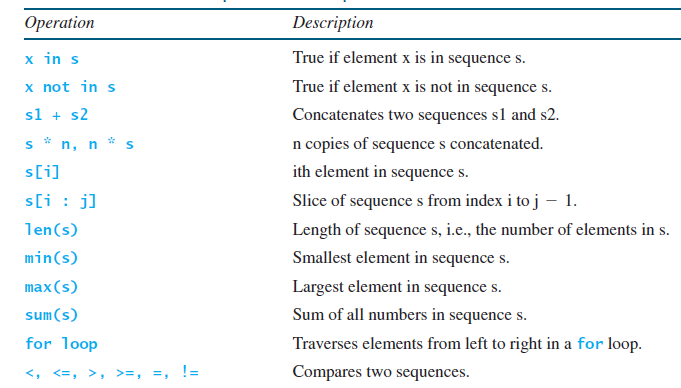 Operation Description
x in s True if element x is in sequence s.
x not in s True if element x is not in sequence s.
s1 + s2 Concatenates two sequences s1 and s2.
s * n, n * s n copies of sequence s concatenated.
s[i] ith element in sequence s.
s[i : j] Slice of sequence s from index i to j − 1.
len(s) Length of sequence s, i.e., the number of elements in s.
min(s) Smallest element in sequence s.
max(s) Largest element in sequence s.
sum(s) Sum of all numbers in sequence s.
for loop Traverses elements from left to right in a for loop.
<, <=, >, >=, =, != Compares two sequences.